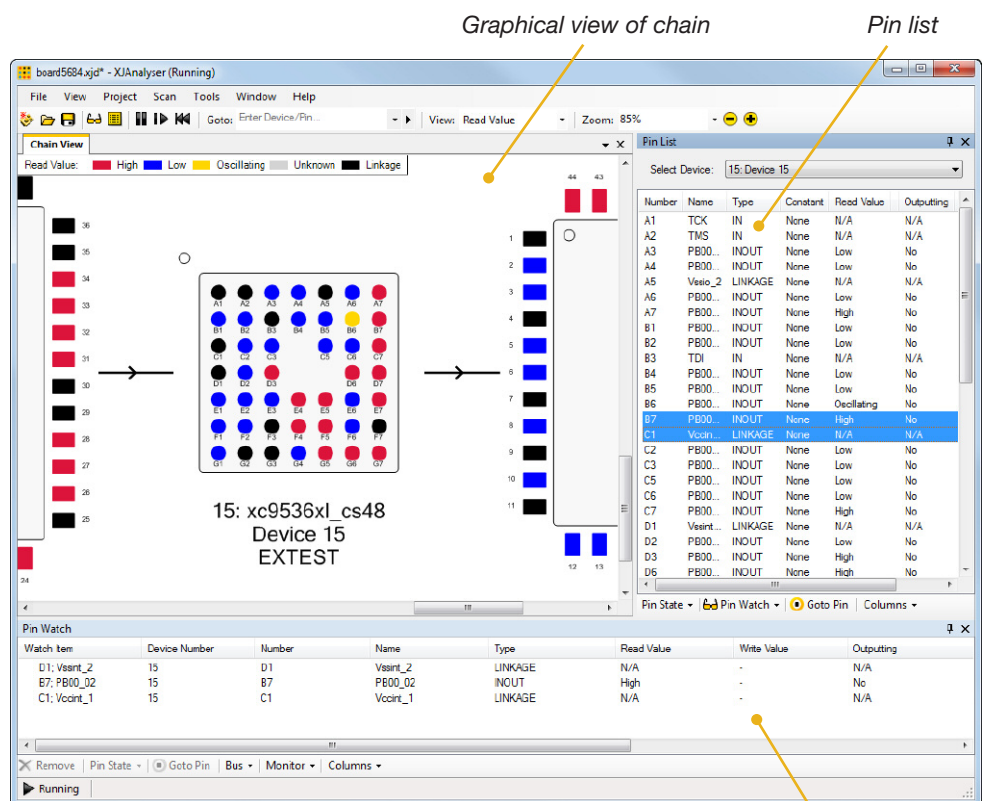 Graphical view of chain
Pin list
board5684.xjd* - XJAnalyser (Running)
File View Project Scan Tools Window Help
Goto: Enter Device/Pin... View: Read Value Zoom: 85%
Chain View
Read Value: High Low Oscillating Unknown Linkage
44 43
36
35
34
33
32
31
30
29
28
27
26
25
24
A1 A2 A3 A4 A5 A6 A7
B1 B2 B3 B4 B5 B6 B7
C1 C2 C3 C5 C6 C7
D1 D2 D3 D6 D7
E1 E2 E3 E4 E5 E6 E7
F1 F2 F3 F4 F5 F6 F7
G1 G2 G3 G4 G5 G6 G7
15: xc9536xl_cs48
Device 15
EXTEST
1
2
3
4
5
6
7
8
9
10
11
12 13
Pin List
Select Device: 15: Device 15
Number Name Type Constant Read Value Outputting
A1 TCK IN None N/A N/A
A2 TMS IN None N/A N/A
A3 PB00... INOUT None Low No
A4 PB00... INOUT None Low No
A5 Vssio_2 LINKAGE None N/A N/A
A6 PB00... INOUT None Low No
A7 PB00... INOUT None High No
B1 PB00... INOUT None Low No
B2 PB00... INOUT None Low No
B3 TDI IN None N/A N/A
B4 PB00... INOUT None Low No
B5 PB00... INOUT None Low No
B6 PB00... INOUT None Oscillating No
B7 PB00... INOUT None High No
C1 Vccin... LINKAGE None N/A N/A
C2 PB00... INOUT None Low No
C3 PB00... INOUT None Low No
C5 PB00... INOUT None Low No
C6 PB00... INOUT None Low No
C7 PB00... INOUT None High No
D1 Vssint... LINKAGE None N/A N/A
D2 PB00... INOUT None Low No
D3 PB00... INOUT None High No
D6 PB00... INOUT None High No
Pin State Pin Watch Goto Pin Columns
Pin Watch
Watch Item Device Number Number Name Type Read Value Write Value Outputting
D1; Vssint_2 15 D1 Vssint_2 LINKAGE N/A - N/A
B7; PB00_02 15 B7 PB00_02 INOUT High - No
C1; Vccint_1 15 C1 Vccint_1 LINKAGE N/A - N/A
Remove Pin State Goto Pin Bus Monitor Columns
Running